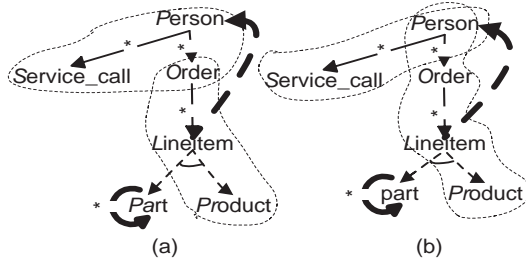 Person Person
* * * *
Service_call Order Service_call Order
* *
LineItem LineItem
* Part Product * part Product
(a) (b)